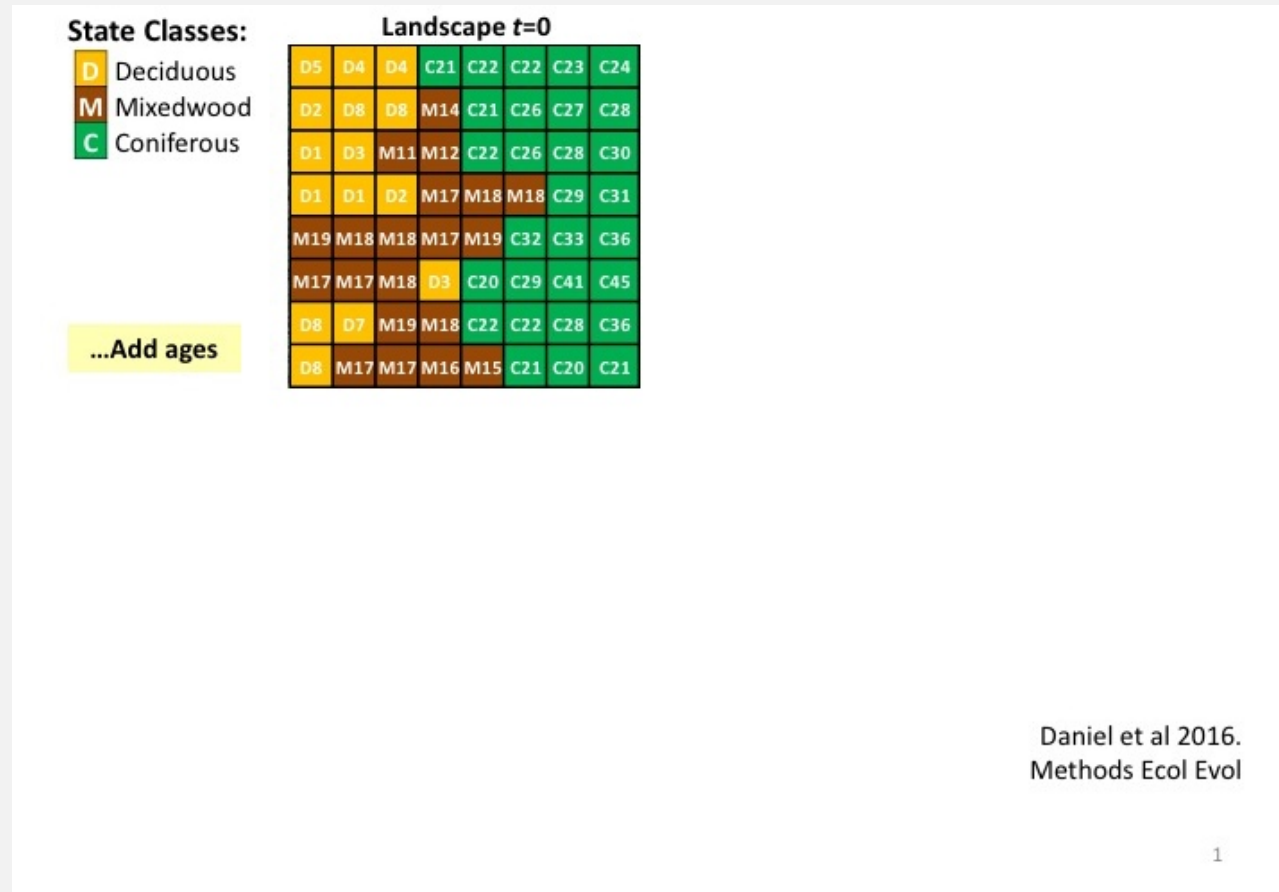 State Classes:
D Deciduous
M Mixedwood
C Coniferous
...Add ages
Landscape t=0
D5 D4 D4 C21 C22 C22 C23 C24
D2 D8 D8 M14 C21 C26 C27 C28
D1 D3 M11 M12 C22 C26 C28 C30
D1 D1 D2 M17 M18 M18 C29 C31
M19 M18 M18 M17 M19 C32 C33 C36
M17 M17 M18 D3 C20 C29 C41 C45
D8 D7 M19 M18 C22 C22 C28 C36
D8 M17 M17 M16 M15 C21 C20 C21
Daniel et al 2016.
Methods Ecol Evol
1